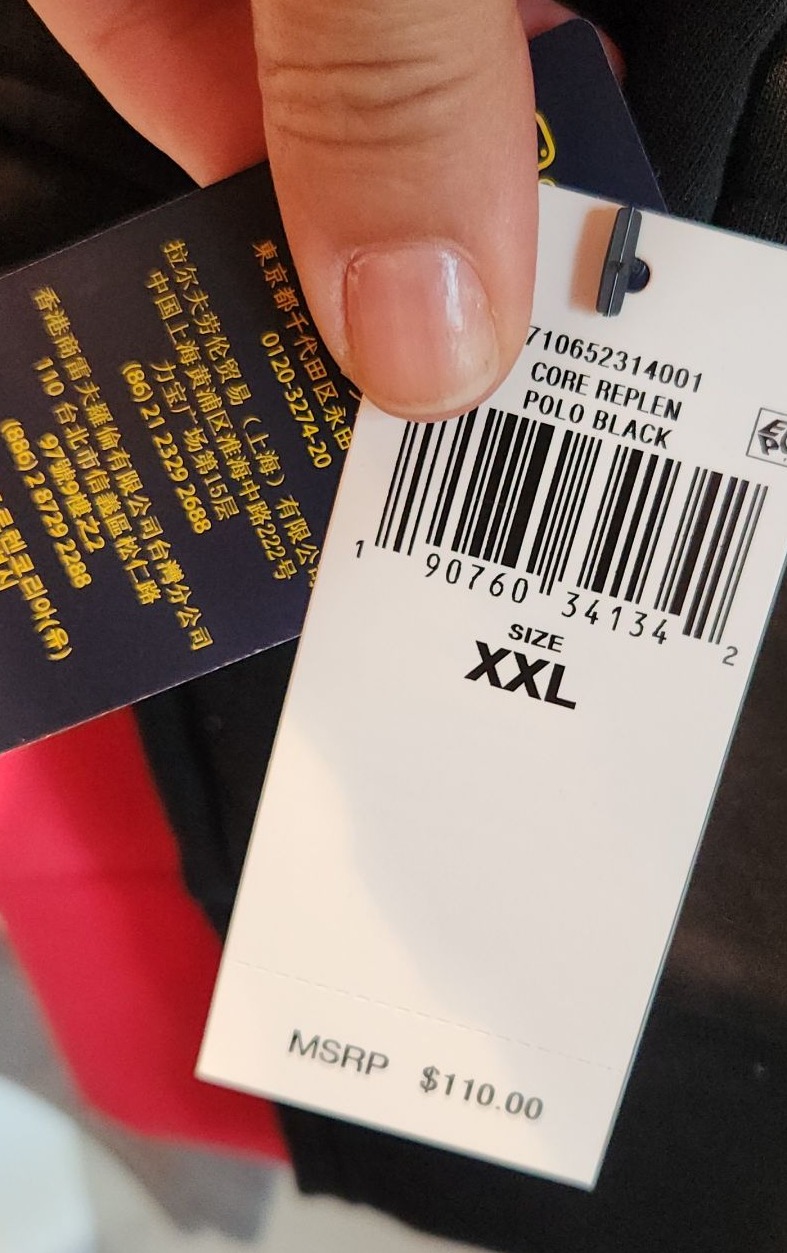 710652314001
CORE REPLEN
POLO BLACK
1 90760 34134 2
SIZE
XXL
MSRP $110.00
東京都千代田区永田
0120-3274-20
拉尔夫劳伦贸易（上海）有限公司
中国上海黄浦区淮海中路222号
力宝广场第15层
(86) 21 2329 2688
香港商雷夫羅倫有限公司台灣分公司
110 台北市信義區松仁路
97號9樓之2
(886) 2 8729 2288